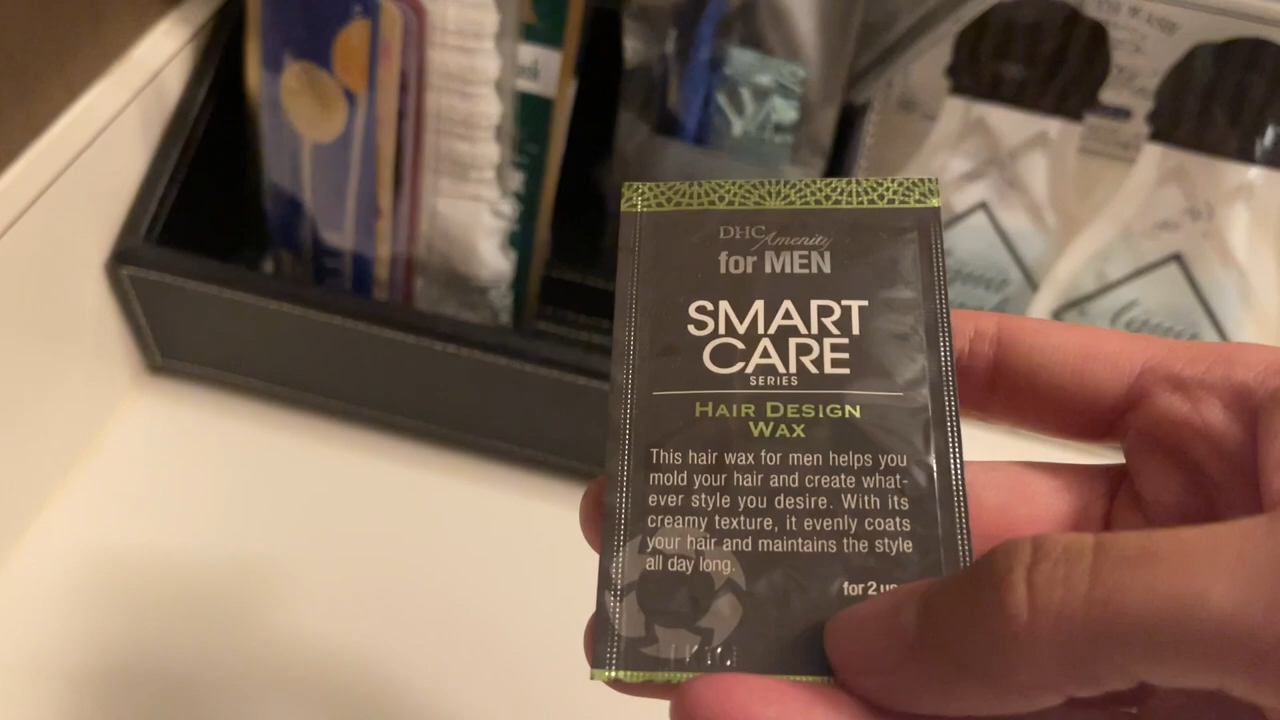 DHC Amenity
for MEN
SMART
CARE
SERIES
HAIR DESIGN
WAX
This hair wax for men helps you
mold your hair and create what-
ever style you desire. With its
creamy texture, it evenly coats
your hair and maintains the style
all day long.
for 2